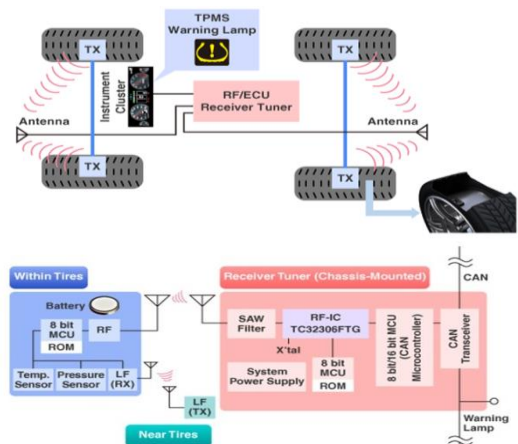 TPMS
Warning Lamp
TX
TX
Instrument
Cluster
RF/ECU
Receiver Tuner
Antenna
Antenna
TX
TX
Within Tires
Receiver Tuner (Chassis-Mounted)
CAN
Battery
8 bit
MCU
ROM
RF
SAW
Filter
RF-IC
TC32306FTG
8 bit/16 bit MCU
(CAN
Microcontroller)
CAN
Transceiver
X'tal
System
Power Supply
8 bit
MCU
ROM
Temp.
Sensor
Pressure
Sensor
LF
(RX)
LF
(TX)
Near Tires
Warning
Lamp